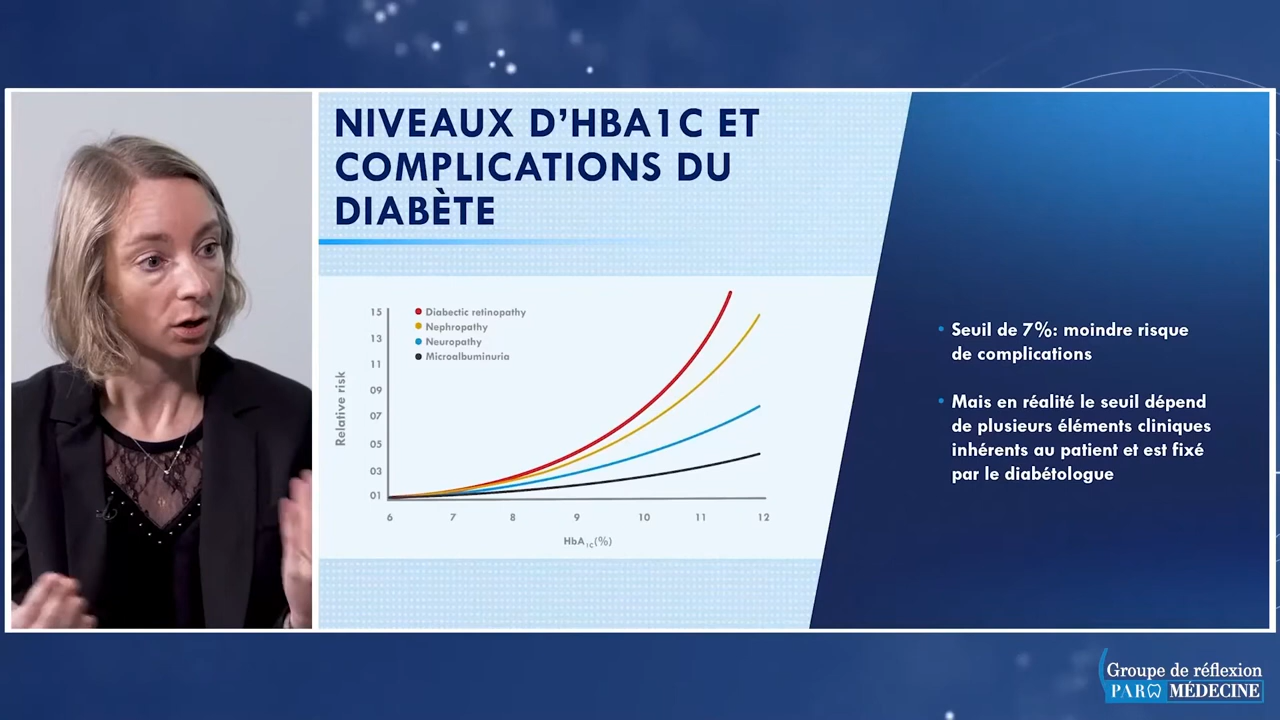 NIVEAUX D’HBA1C ET
COMPLICATIONS DU
DIABÈTE
Diabectic retinopathy
Nephropathy
Neuropathy
Microalbuminuria
Relative risk
15
13
11
09
07
05
03
01
6 7 8 9 10 11 12
HbA1C(%)
• Seuil de 7%: moindre risque
de complications
• Mais en réalité le seuil dépend
de plusieurs éléments cliniques
inhérents au patient et est fixé
par le diabétologue
Groupe de réflexion
PARO MÉDECINE